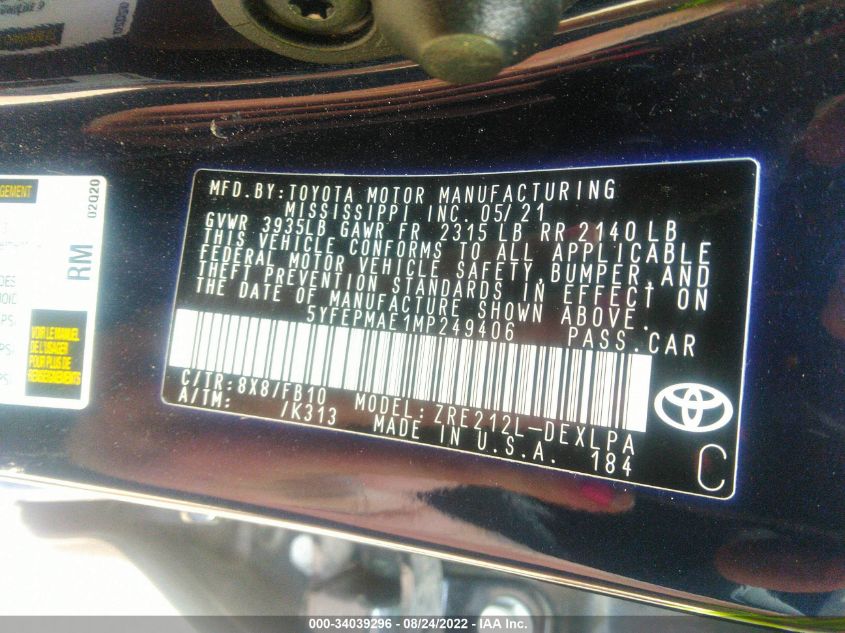 MFD. BY: TOYOTA MOTOR MANUFACTURING
MISSISSIPPI INC. 05/21
GVWR 3935LB GAWR FR 2315 LB RR 2140 LB
THIS VEHICLE CONFORMS TO ALL APPLICABLE
FEDERAL MOTOR VEHICLE SAFETY, BUMPER, AND
THEFT PREVENTION STANDARDS IN EFFECT ON
THE DATE OF MANUFACTURE SHOWN ABOVE.
5YFEPMAE1MP249406 PASS. CAR
C/TR: 8X8/FB10 MODEL: ZRE212L-DEXLPA
A/TM: /K313 MADE IN U.S.A. 184
C
02Q20
RM
VOIR LE MANUEL
DE L'USAGER
POUR PLUS DE
RENSEIGNEMENTS
000-34039296 - 08/24/2022 - IAA Inc.